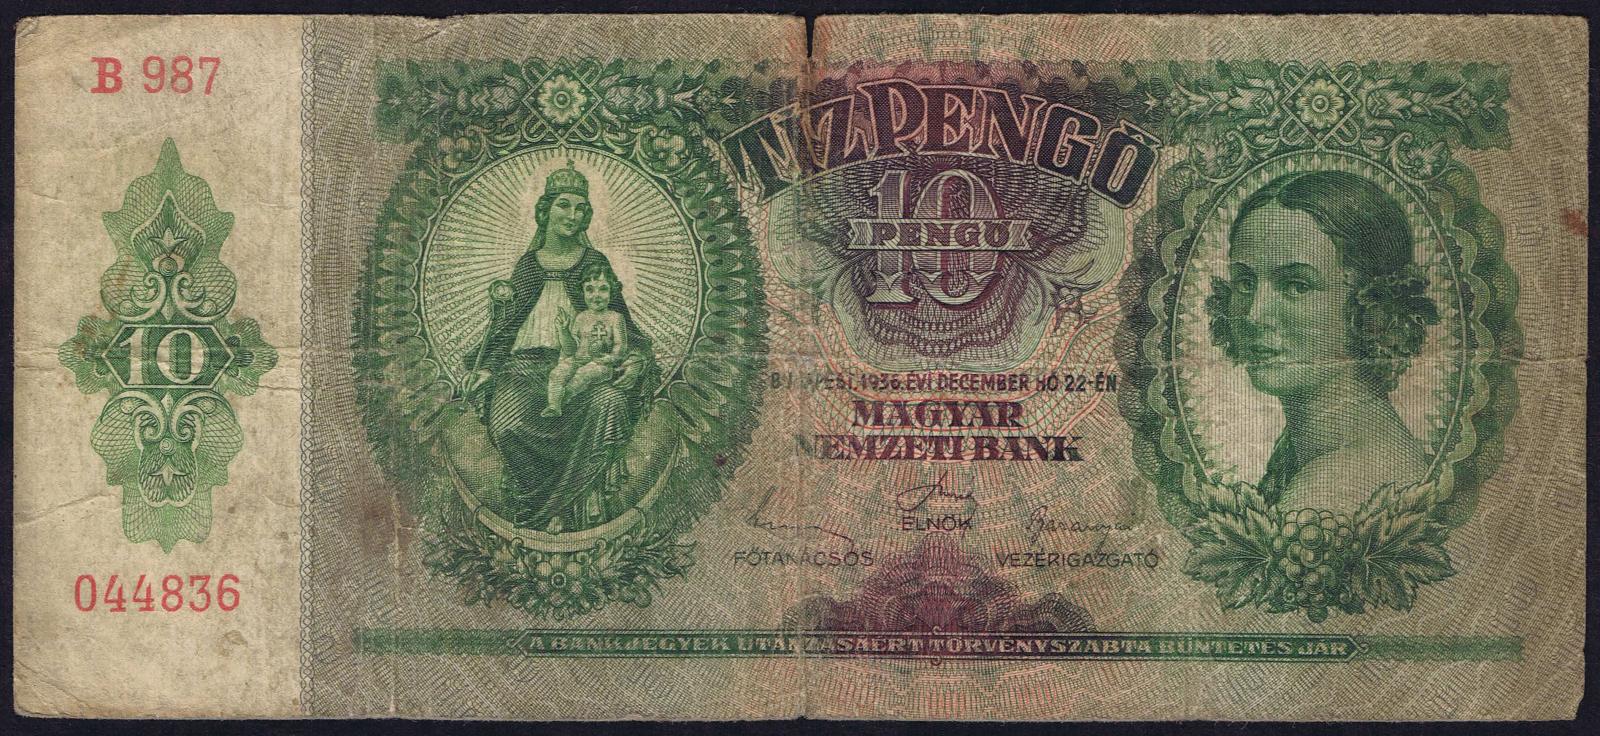 B 987
TÍZ PENGŐ
10
PENGŐ
10
BUDAPEST, 1936. ÉVI DECEMBER HÓ 22-ÉN
MAGYAR
NEMZETI BANK
ELNÖK
FŐTANÁCSOS
VEZÉRIGAZGATÓ
044836
A BANKJEGYEK UTÁNZÁSÁÉRT TÖRVÉNYSZABTA BÜNTETÉS JÁR